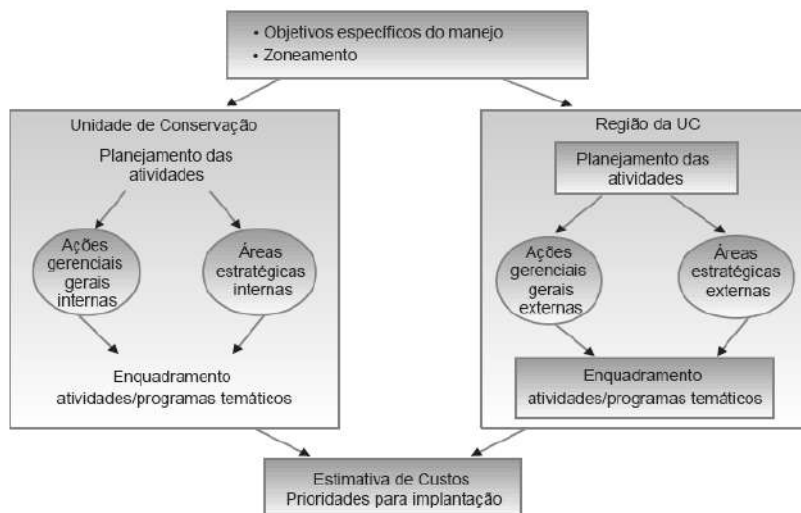 • Objetivos específicos do manejo
• Zoneamento
Unidade de Conservação
Planejamento das
atividades
Ações
gerenciais
gerais
internas
Áreas
estratégicas
internas
Enquadramento
atividades/programas temáticos
Região da UC
Planejamento das
atividades
Ações
gerenciais
gerais
externas
Áreas
estratégicas
externas
Enquadramento
atividades/programas temáticos
Estimativa de Custos
Prioridades para implantação